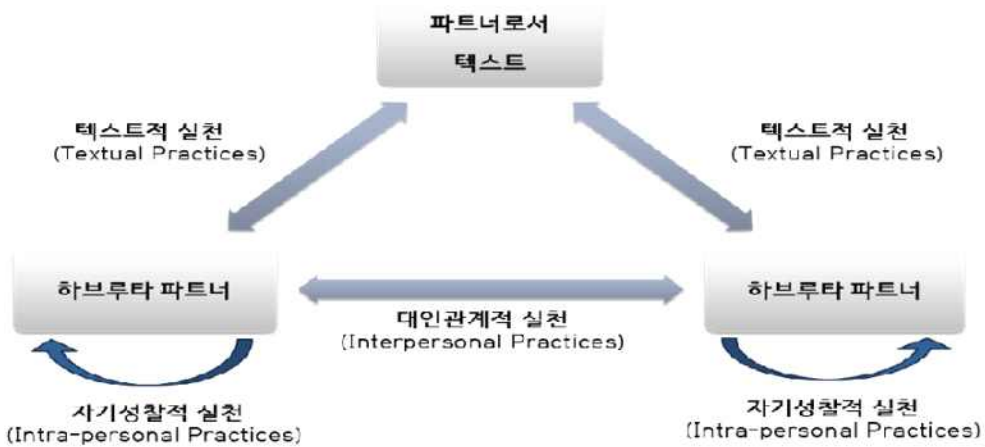 파트너로서
텍스트
텍스트적 실천
(Textual Practices)
텍스트적 실천
(Textual Practices)
하브루타 파트너
하브루타 파트너
대인관계적 실천
(Interpersonal Practices)
자기성찰적 실천
(Intra-personal Practices)
자기성찰적 실천
(Intra-personal Practices)